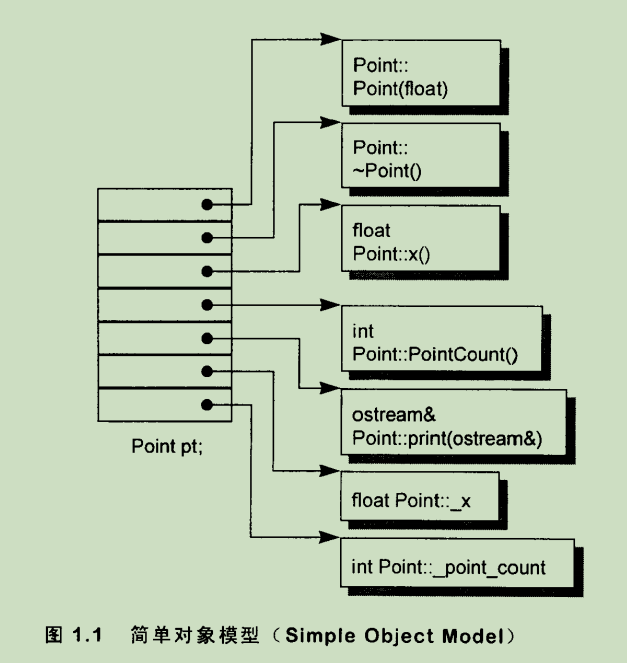 Point::
Point(float)
Point::
~Point()
float
Point::x()
int
Point::PointCount()
ostream&
Point::print(ostream&)
Point pt;
float Point::_x
int Point::_point_count
图 1.1 简单对象模型（Simple Object Model）